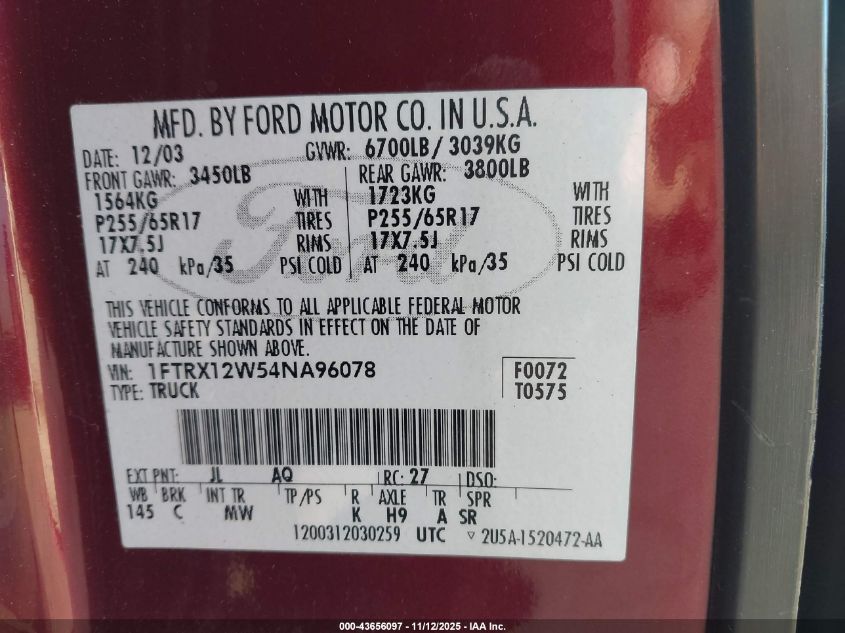 MFD. BY FORD MOTOR CO. IN U.S.A.
DATE: 12/03 GVWR: 6700LB/ 3039KG
FRONT GAWR: 3450LB REAR GAWR: 3800LB
1564KG WITH 1723KG WITH
P255/65R17 TIRES P255/65R17 TIRES
17X7.5J RIMS 17X7.5J RIMS
AT 240 kPa/35 PSI COLD AT 240 kPa/35 PSI COLD
Ford
THIS VEHICLE CONFORMS TO ALL APPLICABLE FEDERAL MOTOR
VEHICLE SAFETY STANDARDS IN EFFECT ON THE DATE OF
MANUFACTURE SHOWN ABOVE.
VIN: 1FTRX12W54NA96078 F0072
TYPE: TRUCK T0575
EXT PNT: JL AQ RC: 27 DSO:
WB BRK INT TR TP/PS R AXLE TR SPR
145 C MW K H9 A SR
1200312030259 UTC ▽ 2U5A-1520472-AA
000-43656097 - 11/12/2025 - IAA Inc.